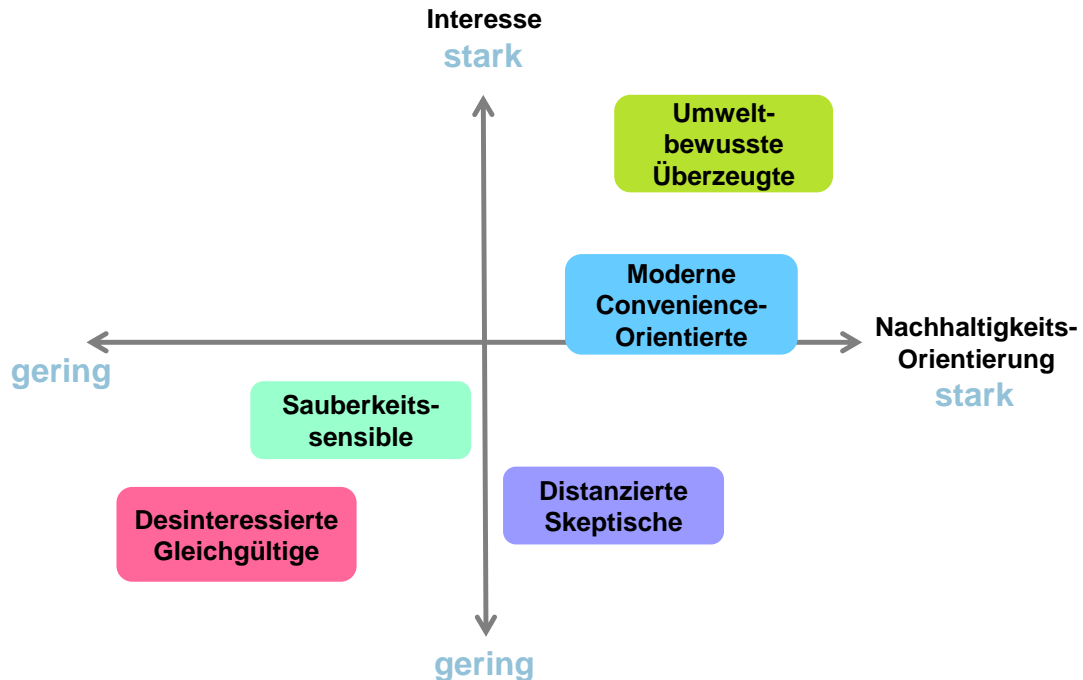 Interesse
stark
Umwelt-
bewusste
Überzeugte
Moderne
Convenience-
Orientierte
Nachhaltigkeits-
Orientierung
stark
gering
Sauberkeits-
sensible
Distanzierte
Skeptische
Desinteressierte
Gleichgültige
gering